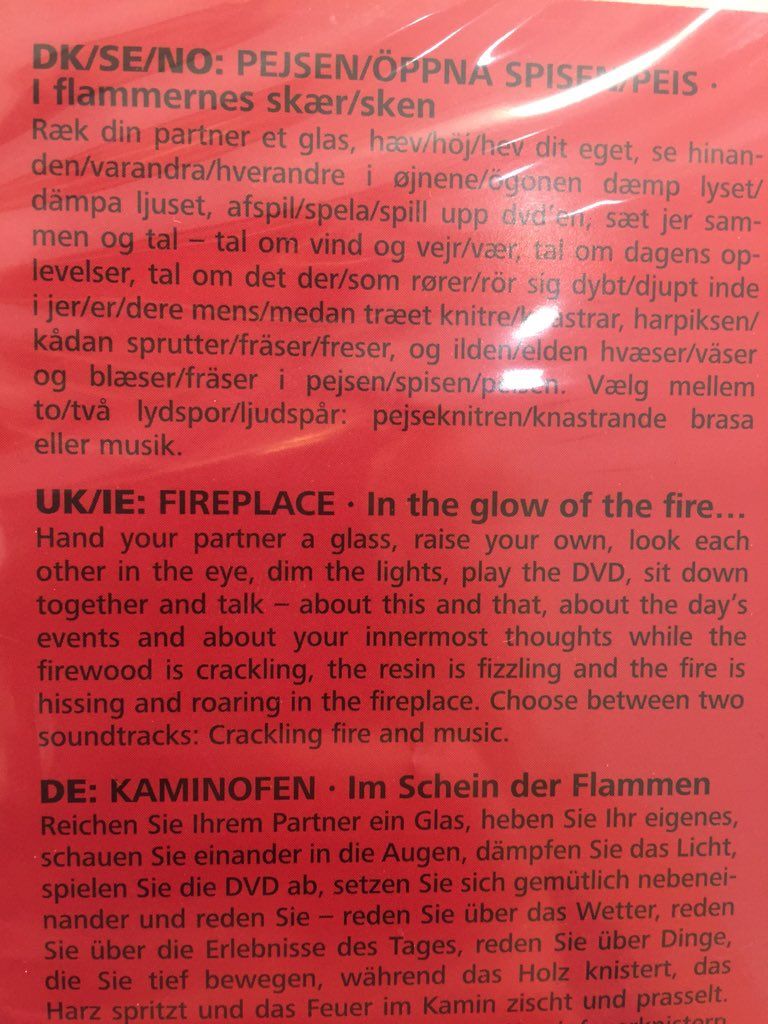 DK/SE/NO: PEJSEN/ÖPPNA SPISEN/PEIS ·
I flammernes skær/sken
Ræk din partner et glas, hæv/höj/hev dit eget, se hinan-
den/varandra/hverandre i øjnene/ögonen dæmp lyset/
dämpa ljuset, afspil/spela/spill upp dvd'en, sæt jer sam-
men og tal – tal om vind og vejr/vær, tal om dagens op-
levelser, tal om det der/som rører/rör sig dybt/djupt inde
i jer/er/dere mens/medan træet knitre/knastrar, harpiksen/
kådan sprutter/fräser/freser, og ilden/elden hvæser/väser
og blæser/fräser i pejsen/spisen/peisen. Vælg mellem
to/två lydspor/ljudspår: pejseknitren/knastrande brasa
eller musik.
UK/IE: FIREPLACE · In the glow of the fire...
Hand your partner a glass, raise your own, look each
other in the eye, dim the lights, play the DVD, sit down
together and talk – about this and that, about the day's
events and about your innermost thoughts while the
firewood is crackling, the resin is fizzling and the fire is
hissing and roaring in the fireplace. Choose between two
soundtracks: Crackling fire and music.
DE: KAMINOFEN · Im Schein der Flammen
Reichen Sie Ihrem Partner ein Glas, heben Sie Ihr eigenes,
schauen Sie einander in die Augen, dämpfen Sie das Licht,
spielen Sie die DVD ab, setzen Sie sich gemütlich nebenei-
nander und reden Sie – reden Sie über das Wetter, reden
Sie über die Erlebnisse des Tages, reden Sie über Dinge,
die Sie tief bewegen, während das Holz knistert, das
Harz spritzt und das Feuer im Kamin zischt und prasselt.